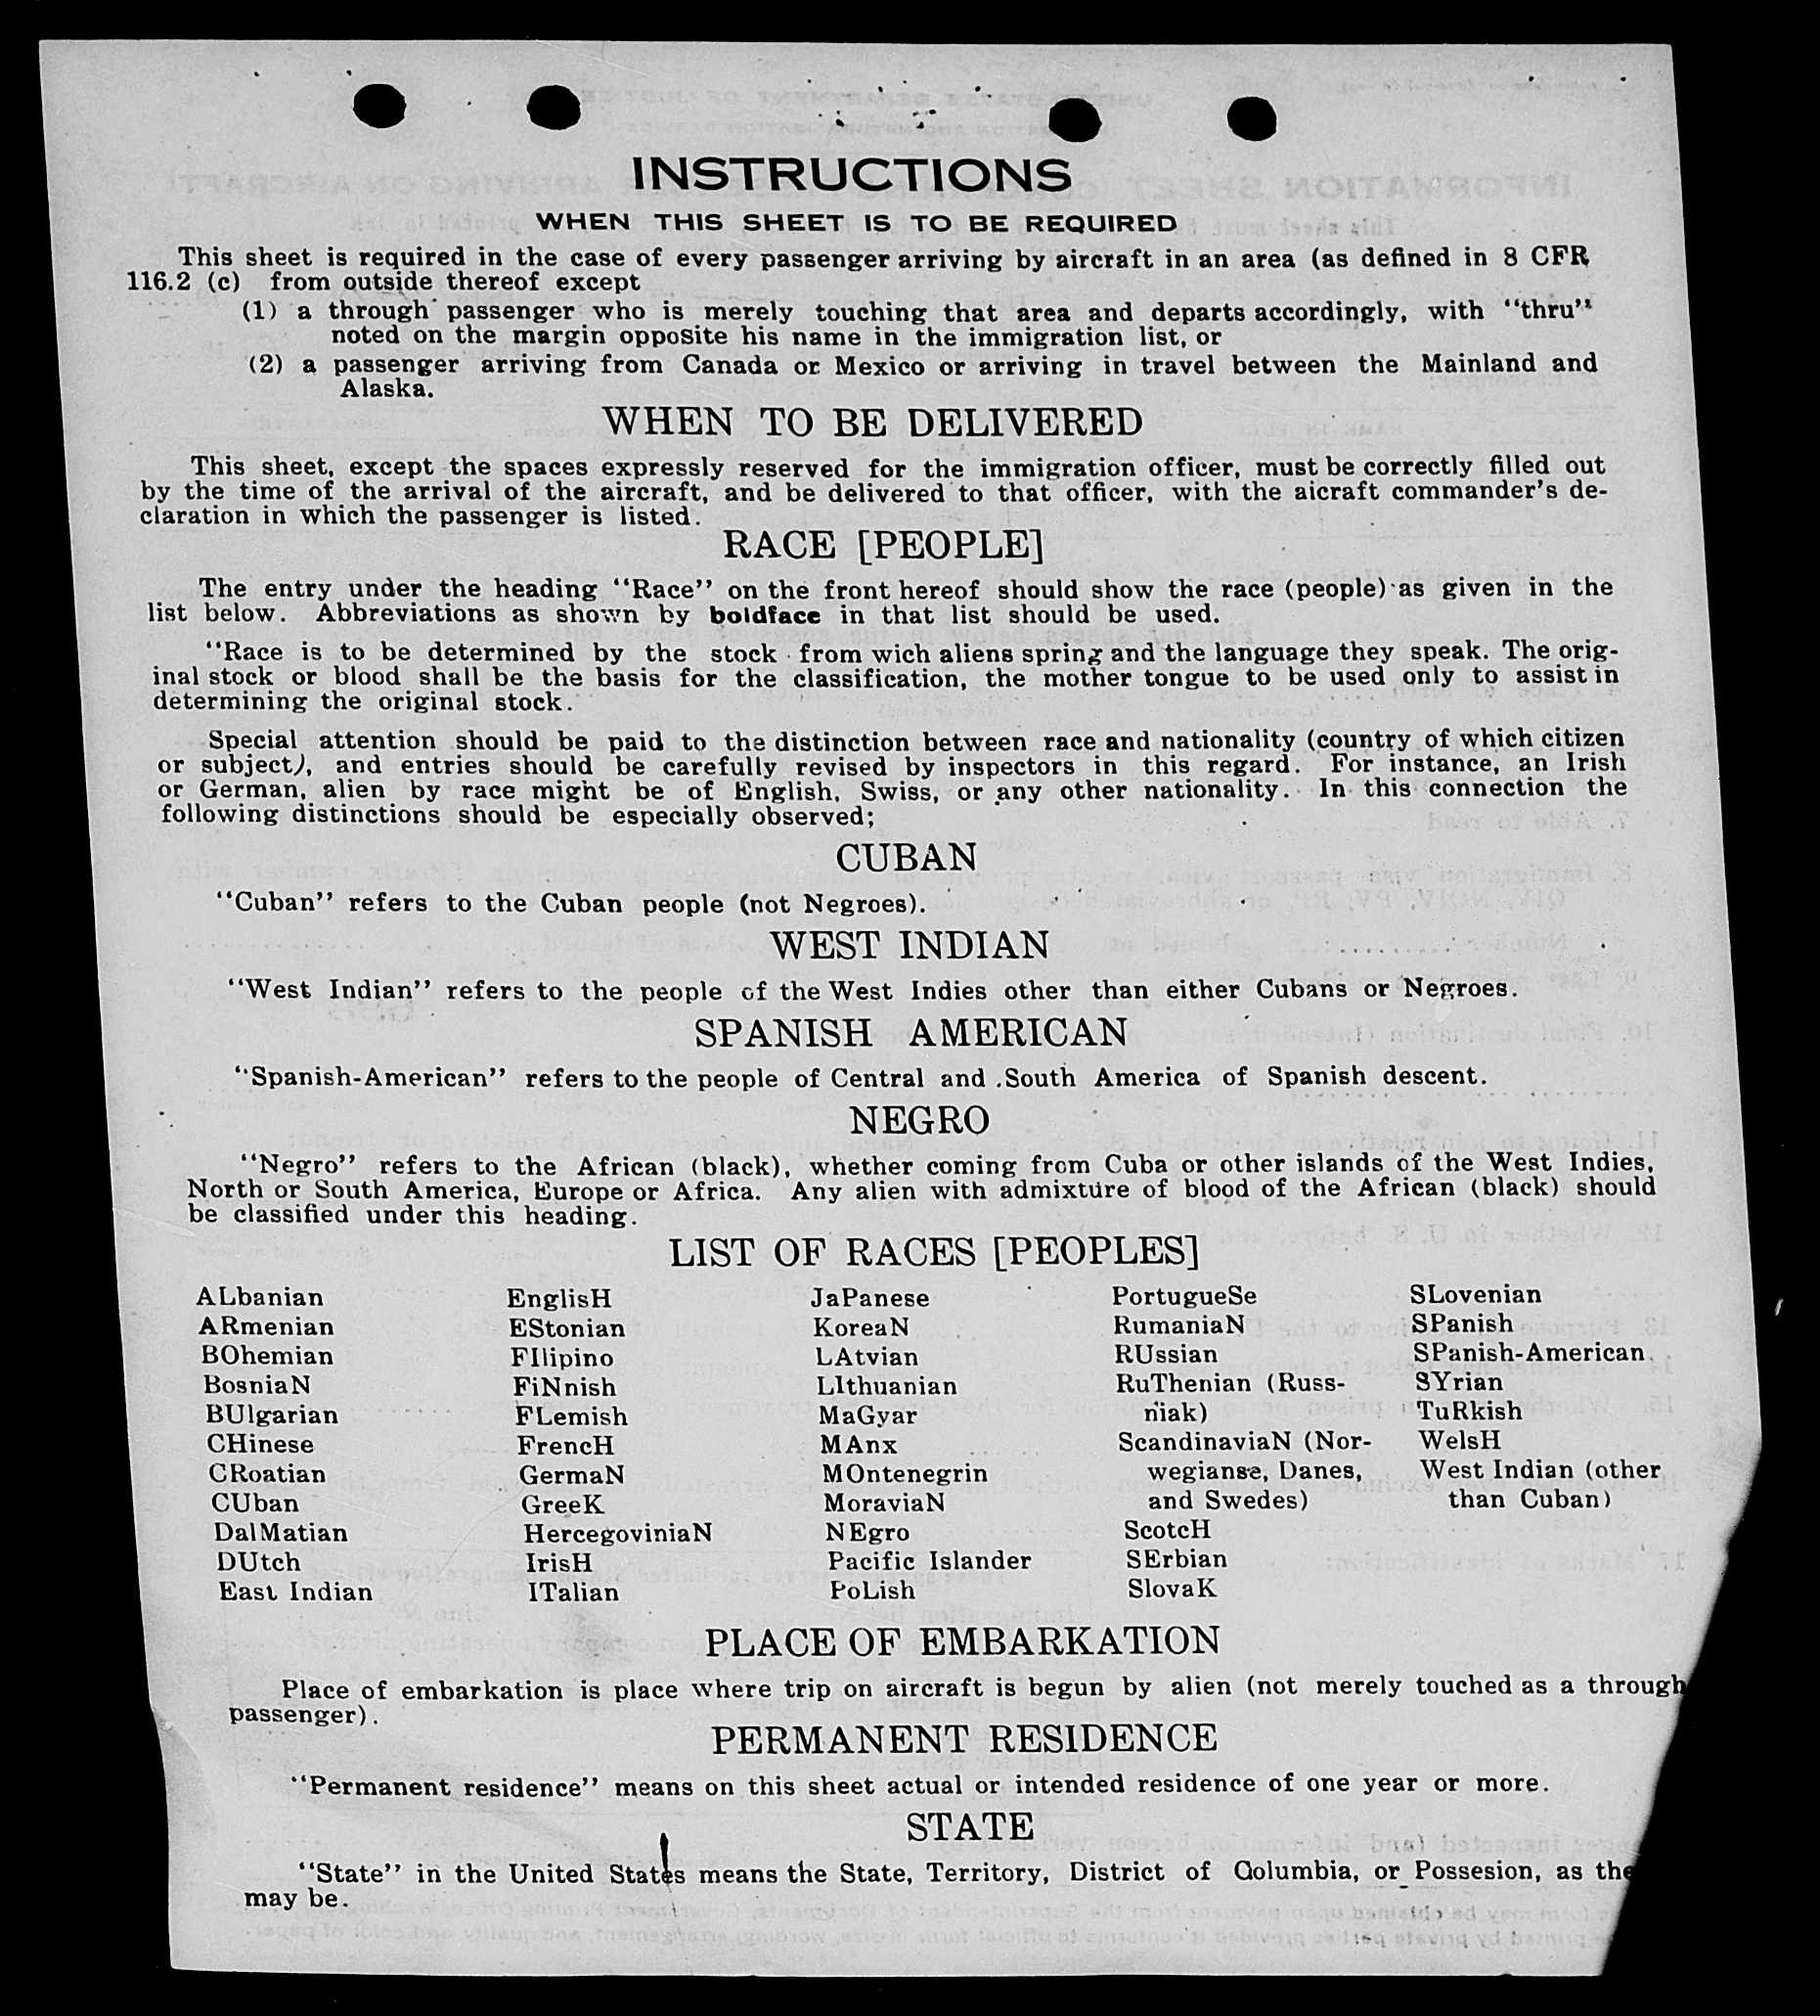 INSTRUCTIONS
WHEN THIS SHEET IS TO BE REQUIRED
This sheet is required in the case of every passenger arriving by aircraft in an area (as defined in 8 CFR
116.2 (c) from outside thereof except
(1) a through passenger who is merely touching that area and departs accordingly, with "thru"
noted on the margin opposite his name in the immigration list, or
(2) a passenger arriving from Canada or Mexico or arriving in travel between the Mainland and
Alaska.
WHEN TO BE DELIVERED
This sheet, except the spaces expressly reserved for the immigration officer, must be correctly filled out
by the time of the arrival of the aircraft, and be delivered to that officer, with the aicraft commander's de-
claration in which the passenger is listed.
RACE [PEOPLE]
The entry under the heading "Race" on the front hereof should show the race (people) as given in the
list below. Abbreviations as shown by boldface in that list should be used.
"Race is to be determined by the stock from wich aliens spring and the language they speak. The orig-
inal stock or blood shall be the basis for the classification, the mother tongue to be used only to assist in
determining the original stock.
Special attention should be paid to the distinction between race and nationality (country of which citizen
or subject), and entries should be carefully revised by inspectors in this regard. For instance, an Irish
or German, alien by race might be of English, Swiss, or any other nationality. In this connection the
following distinctions should be especially observed;
CUBAN
"Cuban" refers to the Cuban people (not Negroes).
WEST INDIAN
"West Indian" refers to the people of the West Indies other than either Cubans or Negroes.
SPANISH AMERICAN
"Spanish-American" refers to the people of Central and South America of Spanish descent.
NEGRO
"Negro" refers to the African (black), whether coming from Cuba or other islands of the West Indies,
North or South America, Europe or Africa. Any alien with admixture of blood of the African (black) should
be classified under this heading.
LIST OF RACES [PEOPLES]
ALbanian
ARmenian
BOhemian
BosniaN
BUlgarian
CHinese
CRoatian
CUban
DalMatian
DUtch
East Indian
EnglisH
EStonian
FIlipino
FiNnish
FLemish
FrencH
GermaN
GreeK
HercegoviniaN
IrisH
ITalian
JaPanese
KoreaN
LAtvian
LIthuanian
MaGyar
MAnx
MOntenegrin
MoraviaN
NEgro
Pacific Islander
PoLish
PortugueSe
RumaniaN
RUssian
RuThenian (Russ-
niak)
ScandinaviaN (Nor-
wegianse, Danes,
and Swedes)
ScotcH
SErbian
SlovaK
SLovenian
SPanish
SPanish-American
SYrian
TuRkish
WelsH
West Indian (other
than Cuban)
PLACE OF EMBARKATION
Place of embarkation is place where trip on aircraft is begun by alien (not merely touched as a through
passenger).
PERMANENT RESIDENCE
"Permanent residence" means on this sheet actual or intended residence of one year or more.
STATE
"State" in the United States means the State, Territory, District of Columbia, or Possesion, as the
may be.